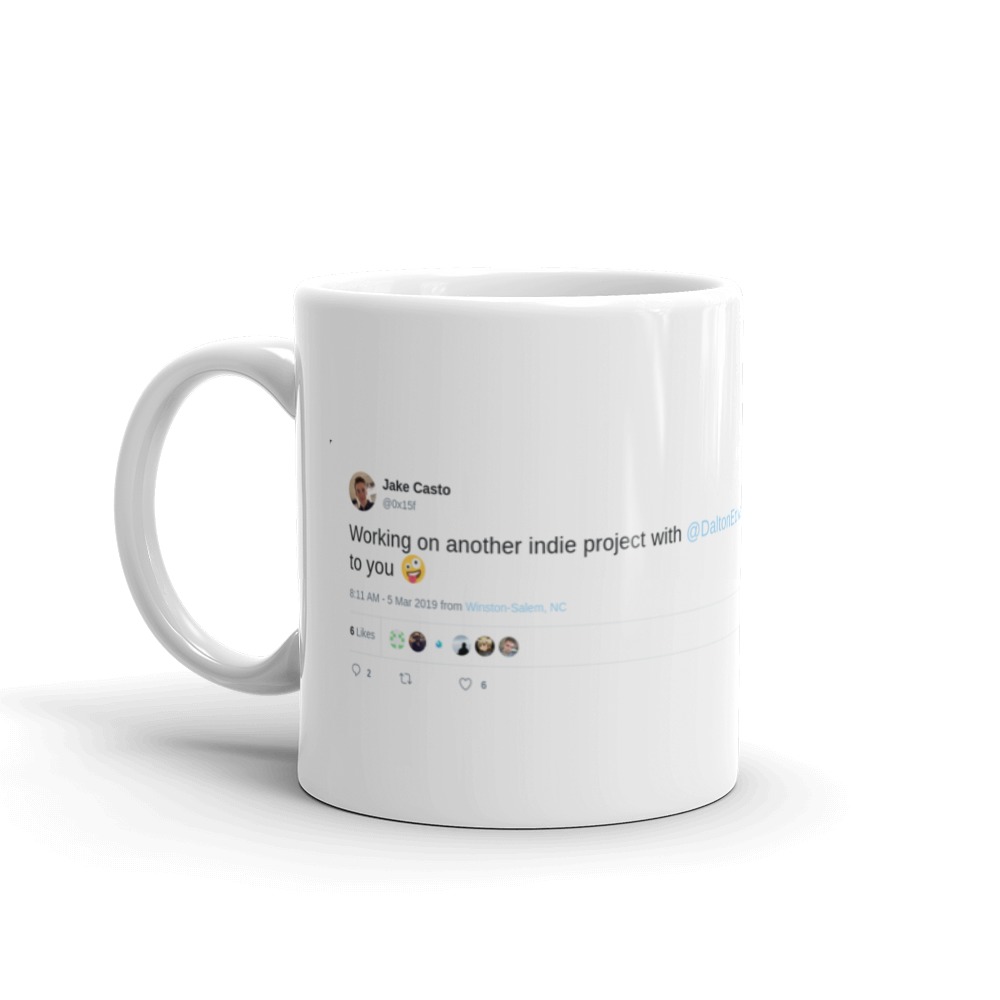 Jake Casto
@0x15f
Working on another indie project with
to you 🤪
8:11 AM - 5 Mar 2019 from Winston-Salem, NC
6 Likes
2 6